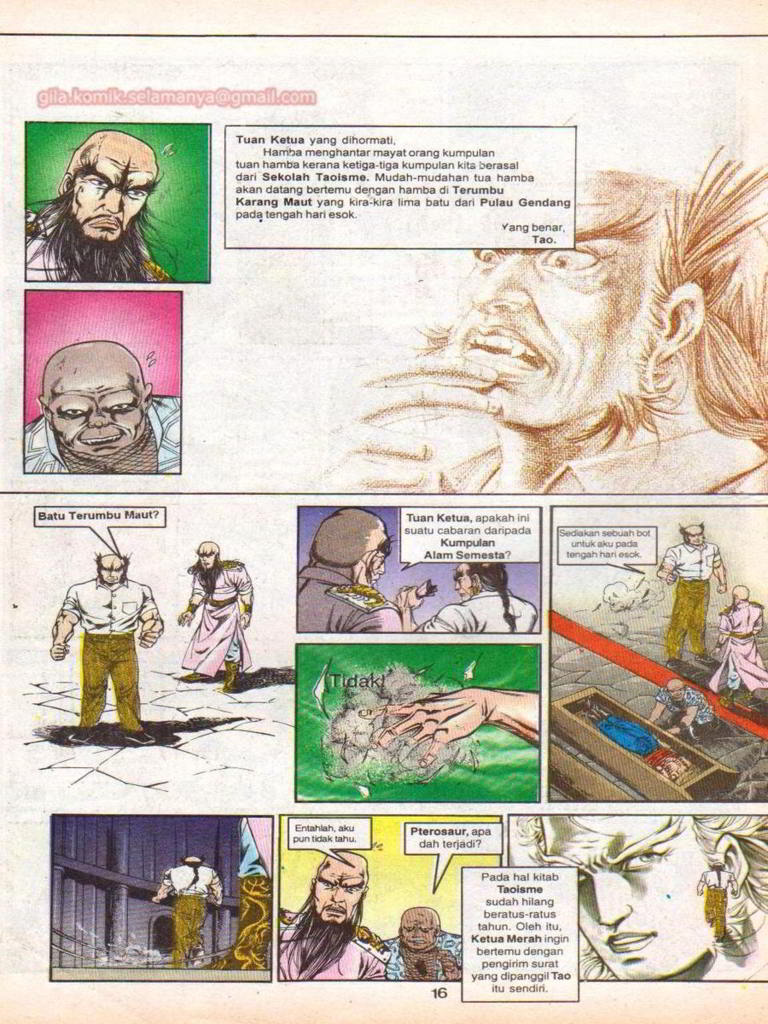 gila.komik.selamanya@gmail.com
Tuan Ketua yang dihormati,
Hamba menghantar mayat orang kumpulan
tuan hamba kerana ketiga-tiga kumpulan kita berasal
dari Sekolah Taoisme. Mudah-mudahan tua hamba
akan datang bertemu dengan hamba di Terumbu
Karang Maut yang kira-kira lima batu dari Pulau Gendang
pada tengah hari esok.
Yang benar,
Tao.
Batu Terumbu Maut?
Tuan Ketua, apakah ini
suatu cabaran daripada
Kumpulan
Alam Semesta?
Tidak!
Sediakan sebuah bot
untuk aku pada
tengah hari esok.
Entahlah, aku
pun tidak tahu.
Pterosaur, apa
dah terjadi?
Pada hal kitab
Taoisme
sudah hilang
beratus-ratus
tahun. Oleh itu,
Ketua Merah ingin
bertemu dengan
pengirim surat
yang dipanggil Tao
itu sendiri.
16